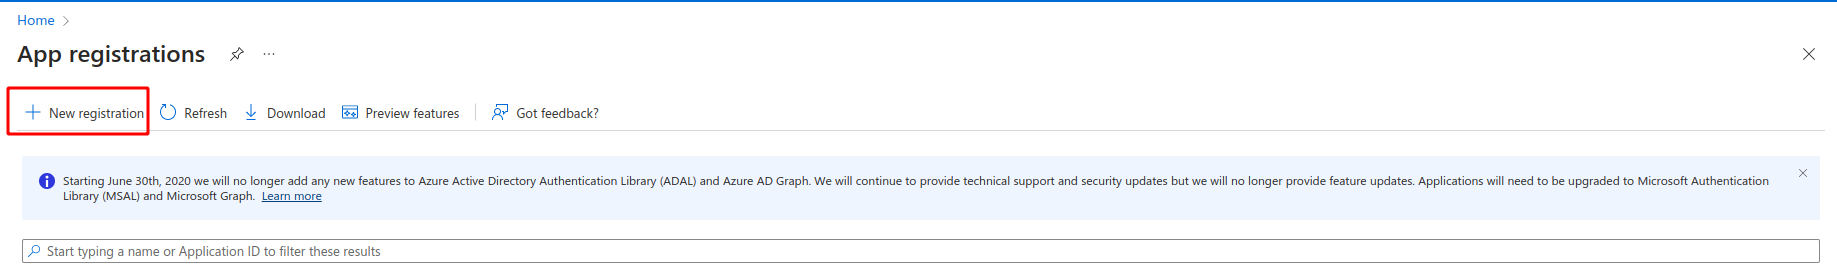 Home
App registrations
New registration Refresh Download Preview features Got feedback?
Starting June 30th, 2020 we will no longer add any new features to Azure Active Directory Authentication Library (ADAL) and Azure AD Graph. We will continue to provide technical support and security updates but we will no longer provide feature updates. Applications will need to be upgraded to Microsoft Authentication
Library (MSAL) and Microsoft Graph. Learn more
Start typing a name or Application ID to filter these results